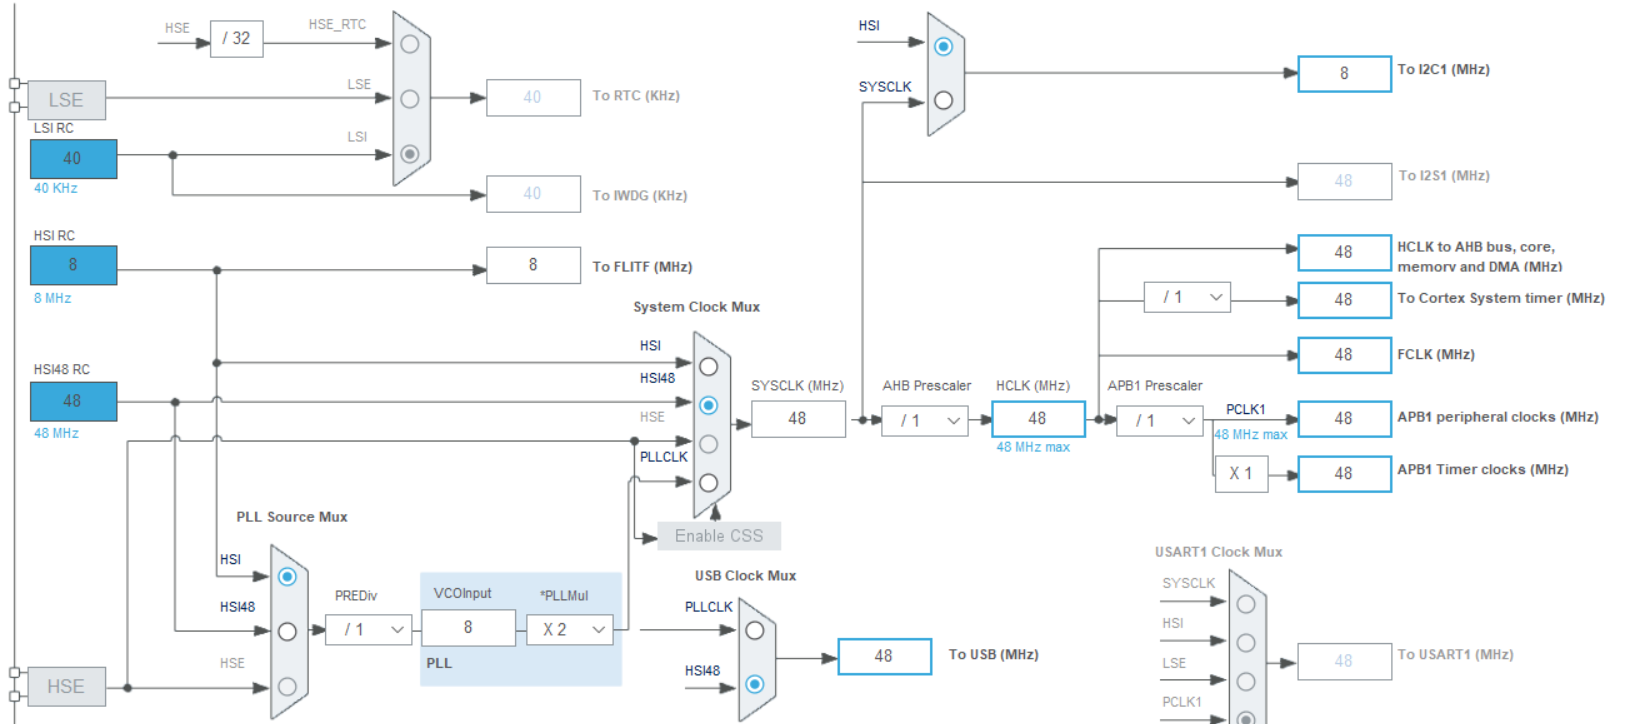 HSE
/ 32
HSE_RTC
LSE
LSE
40
To RTC (KHz)
LSI RC
40
40 KHz
LSI
40
To IWDG (KHz)
HSI RC
8
8 MHz
8
To FLITF (MHz)
HSI48 RC
48
48 MHz
System Clock Mux
HSI
HSI48
HSE
PLLCLK
Enable CSS
SYSCLK (MHz)
48
AHB Prescaler
/ 1
HCLK (MHz)
48
48 MHz max
APB1 Prescaler
/ 1
PCLK1
48 MHz max
X 1
HSI
SYSCLK
8
To I2C1 (MHz)
48
To I2S1 (MHz)
48
HCLK to AHB bus, core,
memory and DMA (MHz)
/ 1
48
To Cortex System timer (MHz)
48
FCLK (MHz)
48
APB1 peripheral clocks (MHz)
48
APB1 Timer clocks (MHz)
PLL Source Mux
HSI
HSI48
HSE
HSE
PREDiv
/ 1
VCOInput
8
*PLLMul
X 2
PLL
USB Clock Mux
PLLCLK
HSI48
48
To USB (MHz)
USART1 Clock Mux
SYSCLK
HSI
LSE
PCLK1
48
To USART1 (MHz)